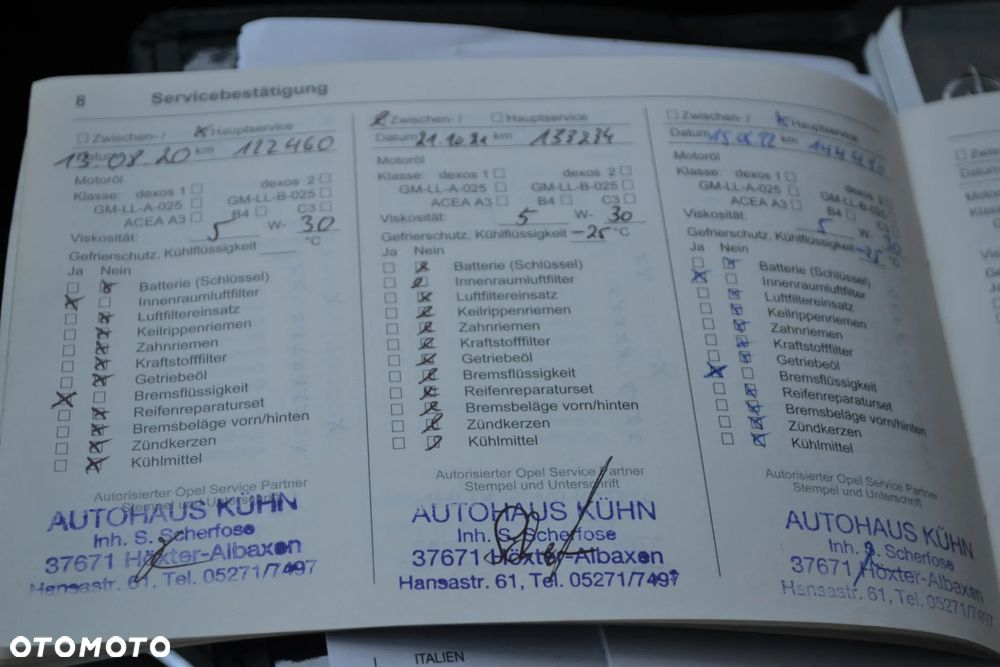 8 Servicebestätigung
☐ Zwischen- / ☒ Hauptservice
Datum 13.08.20 km 122460
Motoröl
Klasse: dexos 1 ☐ dexos 2 ☐
GM-LL-A-025 ☐ GM-LL-B-025 ☐
ACEA A3 ☐ B4 ☐ C3 ☐
Viskosität: 5 W- 30
Gefrierschutz, Kühlflüssigkeit °C
Ja Nein
☐ ☒ Batterie (Schlüssel)
☒ ☐ Innenraumluftfilter
☐ ☒ Luftfiltereinsatz
☐ ☒ Keilrippenriemen
☐ ☒ Zahnriemen
☐ ☒ Kraftstofffilter
☐ ☒ Getriebeöl
☒ ☐ Bremsflüssigkeit
☐ ☒ Reifenreparaturset
☐ ☒ Bremsbeläge vorn/hinten
☐ ☒ Zündkerzen
☐ ☒ Kühlmittel
Autorisierter Opel Service Partner
Stempel und Unterschrift
AUTOHAUS KÜHN
Inh. S. Scherfose
37671 Höxter-Albaxen
Hansastr. 61, Tel. 05271/7497
☒ Zwischen- / ☐ Hauptservice
Datum 21.10.21 km 133284
Motoröl
Klasse: dexos 1 ☐ dexos 2 ☐
GM-LL-A-025 ☐ GM-LL-B-025 ☐
ACEA A3 ☐ B4 ☐ C3 ☐
Viskosität: 5 W- 30
Gefrierschutz, Kühlflüssigkeit -25 °C
Ja Nein
☐ ☒ Batterie (Schlüssel)
☐ ☒ Innenraumluftfilter
☐ ☒ Luftfiltereinsatz
☐ ☒ Keilrippenriemen
☐ ☒ Zahnriemen
☐ ☒ Kraftstofffilter
☐ ☒ Getriebeöl
☐ ☒ Bremsflüssigkeit
☐ ☒ Reifenreparaturset
☐ ☒ Bremsbeläge vorn/hinten
☐ ☒ Zündkerzen
☐ ☒ Kühlmittel
Autorisierter Opel Service Partner
Stempel und Unterschrift
AUTOHAUS KÜHN
Inh. S. Scherfose
37671 Höxter-Albaxen
Hansastr. 61, Tel. 05271/7497
☐ Zwischen- / ☒ Hauptservice
Datum km
Motoröl
Klasse: dexos 1 ☐ dexos 2 ☐
GM-LL-A-025 ☐ GM-LL-B-025 ☐
ACEA A3 ☐ B4 ☐ C3 ☐
Viskosität: 5 W- 30
Gefrierschutz, Kühlflüssigkeit -25 °C
Ja Nein
☐ ☒ Batterie (Schlüssel)
☒ ☐ Innenraumluftfilter
☐ ☒ Luftfiltereinsatz
☐ ☒ Keilrippenriemen
☐ ☒ Zahnriemen
☐ ☒ Kraftstofffilter
☐ ☒ Getriebeöl
☒ ☐ Bremsflüssigkeit
☐ ☒ Reifenreparaturset
☐ ☒ Bremsbeläge vorn/hinten
☐ ☒ Zündkerzen
☐ ☒ Kühlmittel
Autorisierter Opel Service Partner
Stempel und Unterschrift
AUTOHAUS KÜHN
Inh. S. Scherfose
37671 Höxter-Albaxen
Hansastr. 61, Tel. 05271/7497
ITALIEN
OTOMOTO